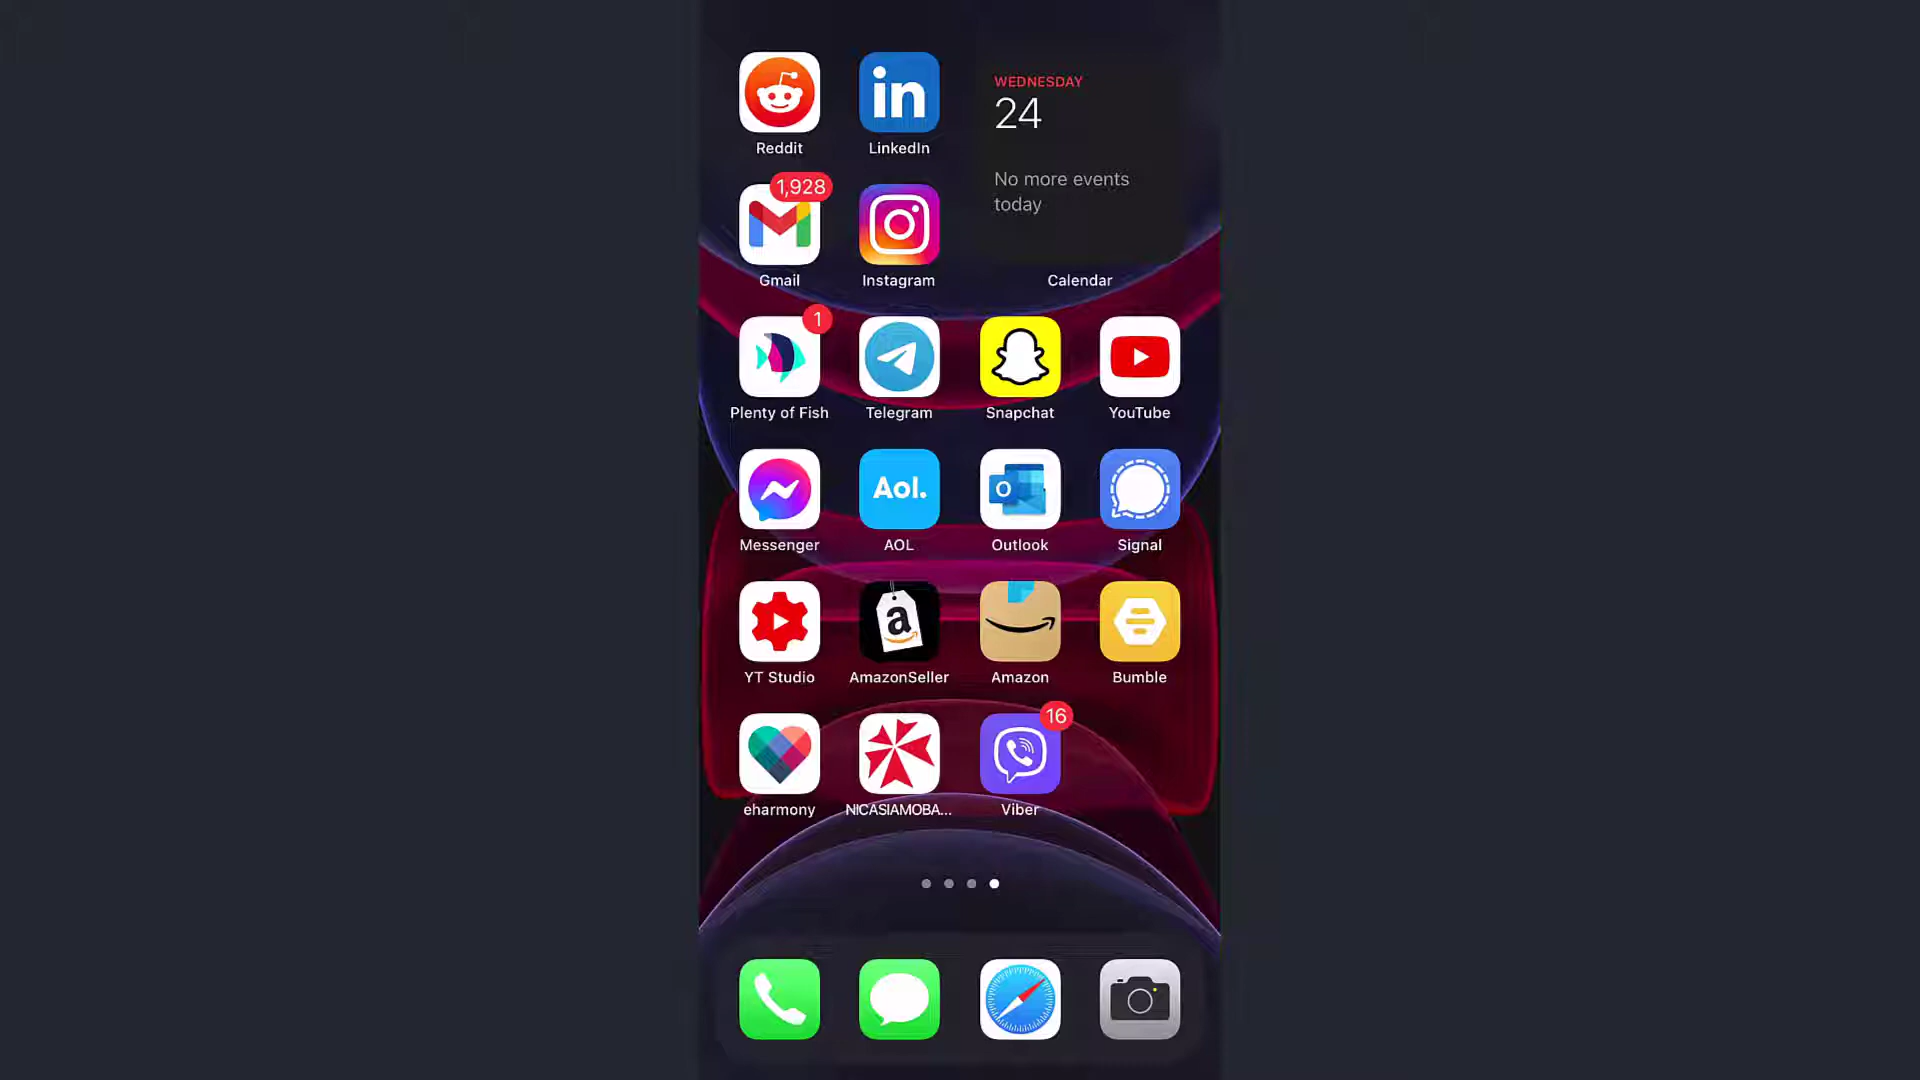 WEDNESDAY
24
No more events
today
Reddit
LinkedIn
1,928
Gmail
Instagram
Calendar
1
Plenty of Fish
Telegram
Snapchat
YouTube
Aol.
O
Messenger
AOL
Outlook
Signal
a
YT Studio
AmazonSeller
Amazon
Bumble
16
eharmony
NICASIAMOBA...
Viber
in